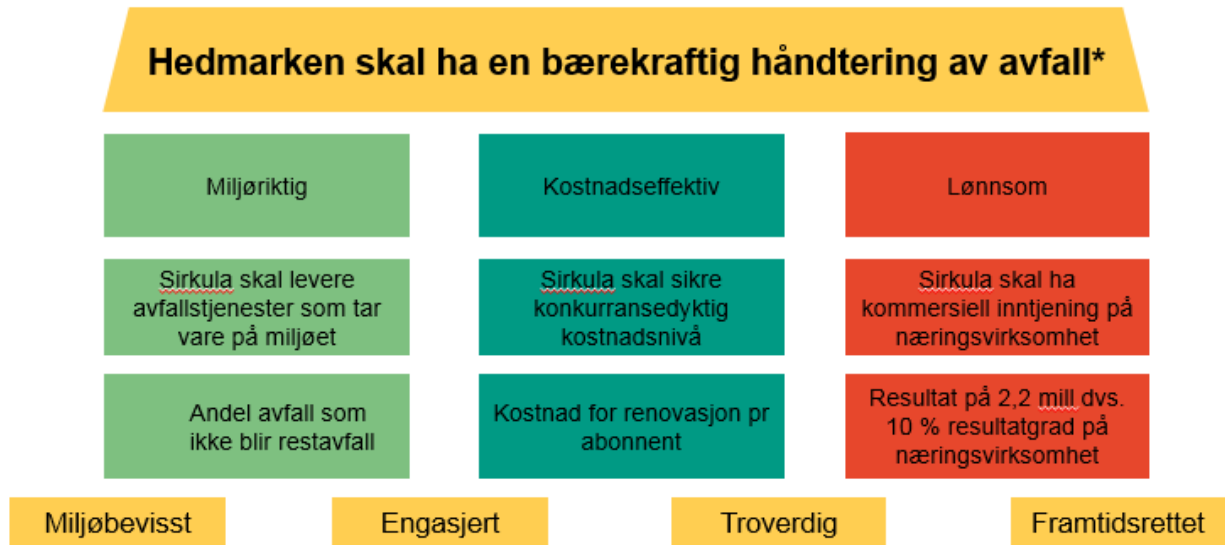 Hedmarken skal ha en bærekraftig håndtering av avfall*
Miljøriktig
Kostnadseffektiv
Lønnsom
Sirkula skal levere
avfallstjenester som tar
vare på miljøet
Sirkula skal sikre
konkurransedyktig
kostnadsnivå
Sirkula skal ha
kommersiell inntjening på
næringsvirksomhet
Andel avfall som
ikke blir restavfall
Kostnad for renovasjon pr
abonnent
Resultat på 2,2 mill dvs.
10 % resultatgrad på
næringsvirksomhet
Miljøbevisst
Engasjert
Troverdig
Framtidsrettet